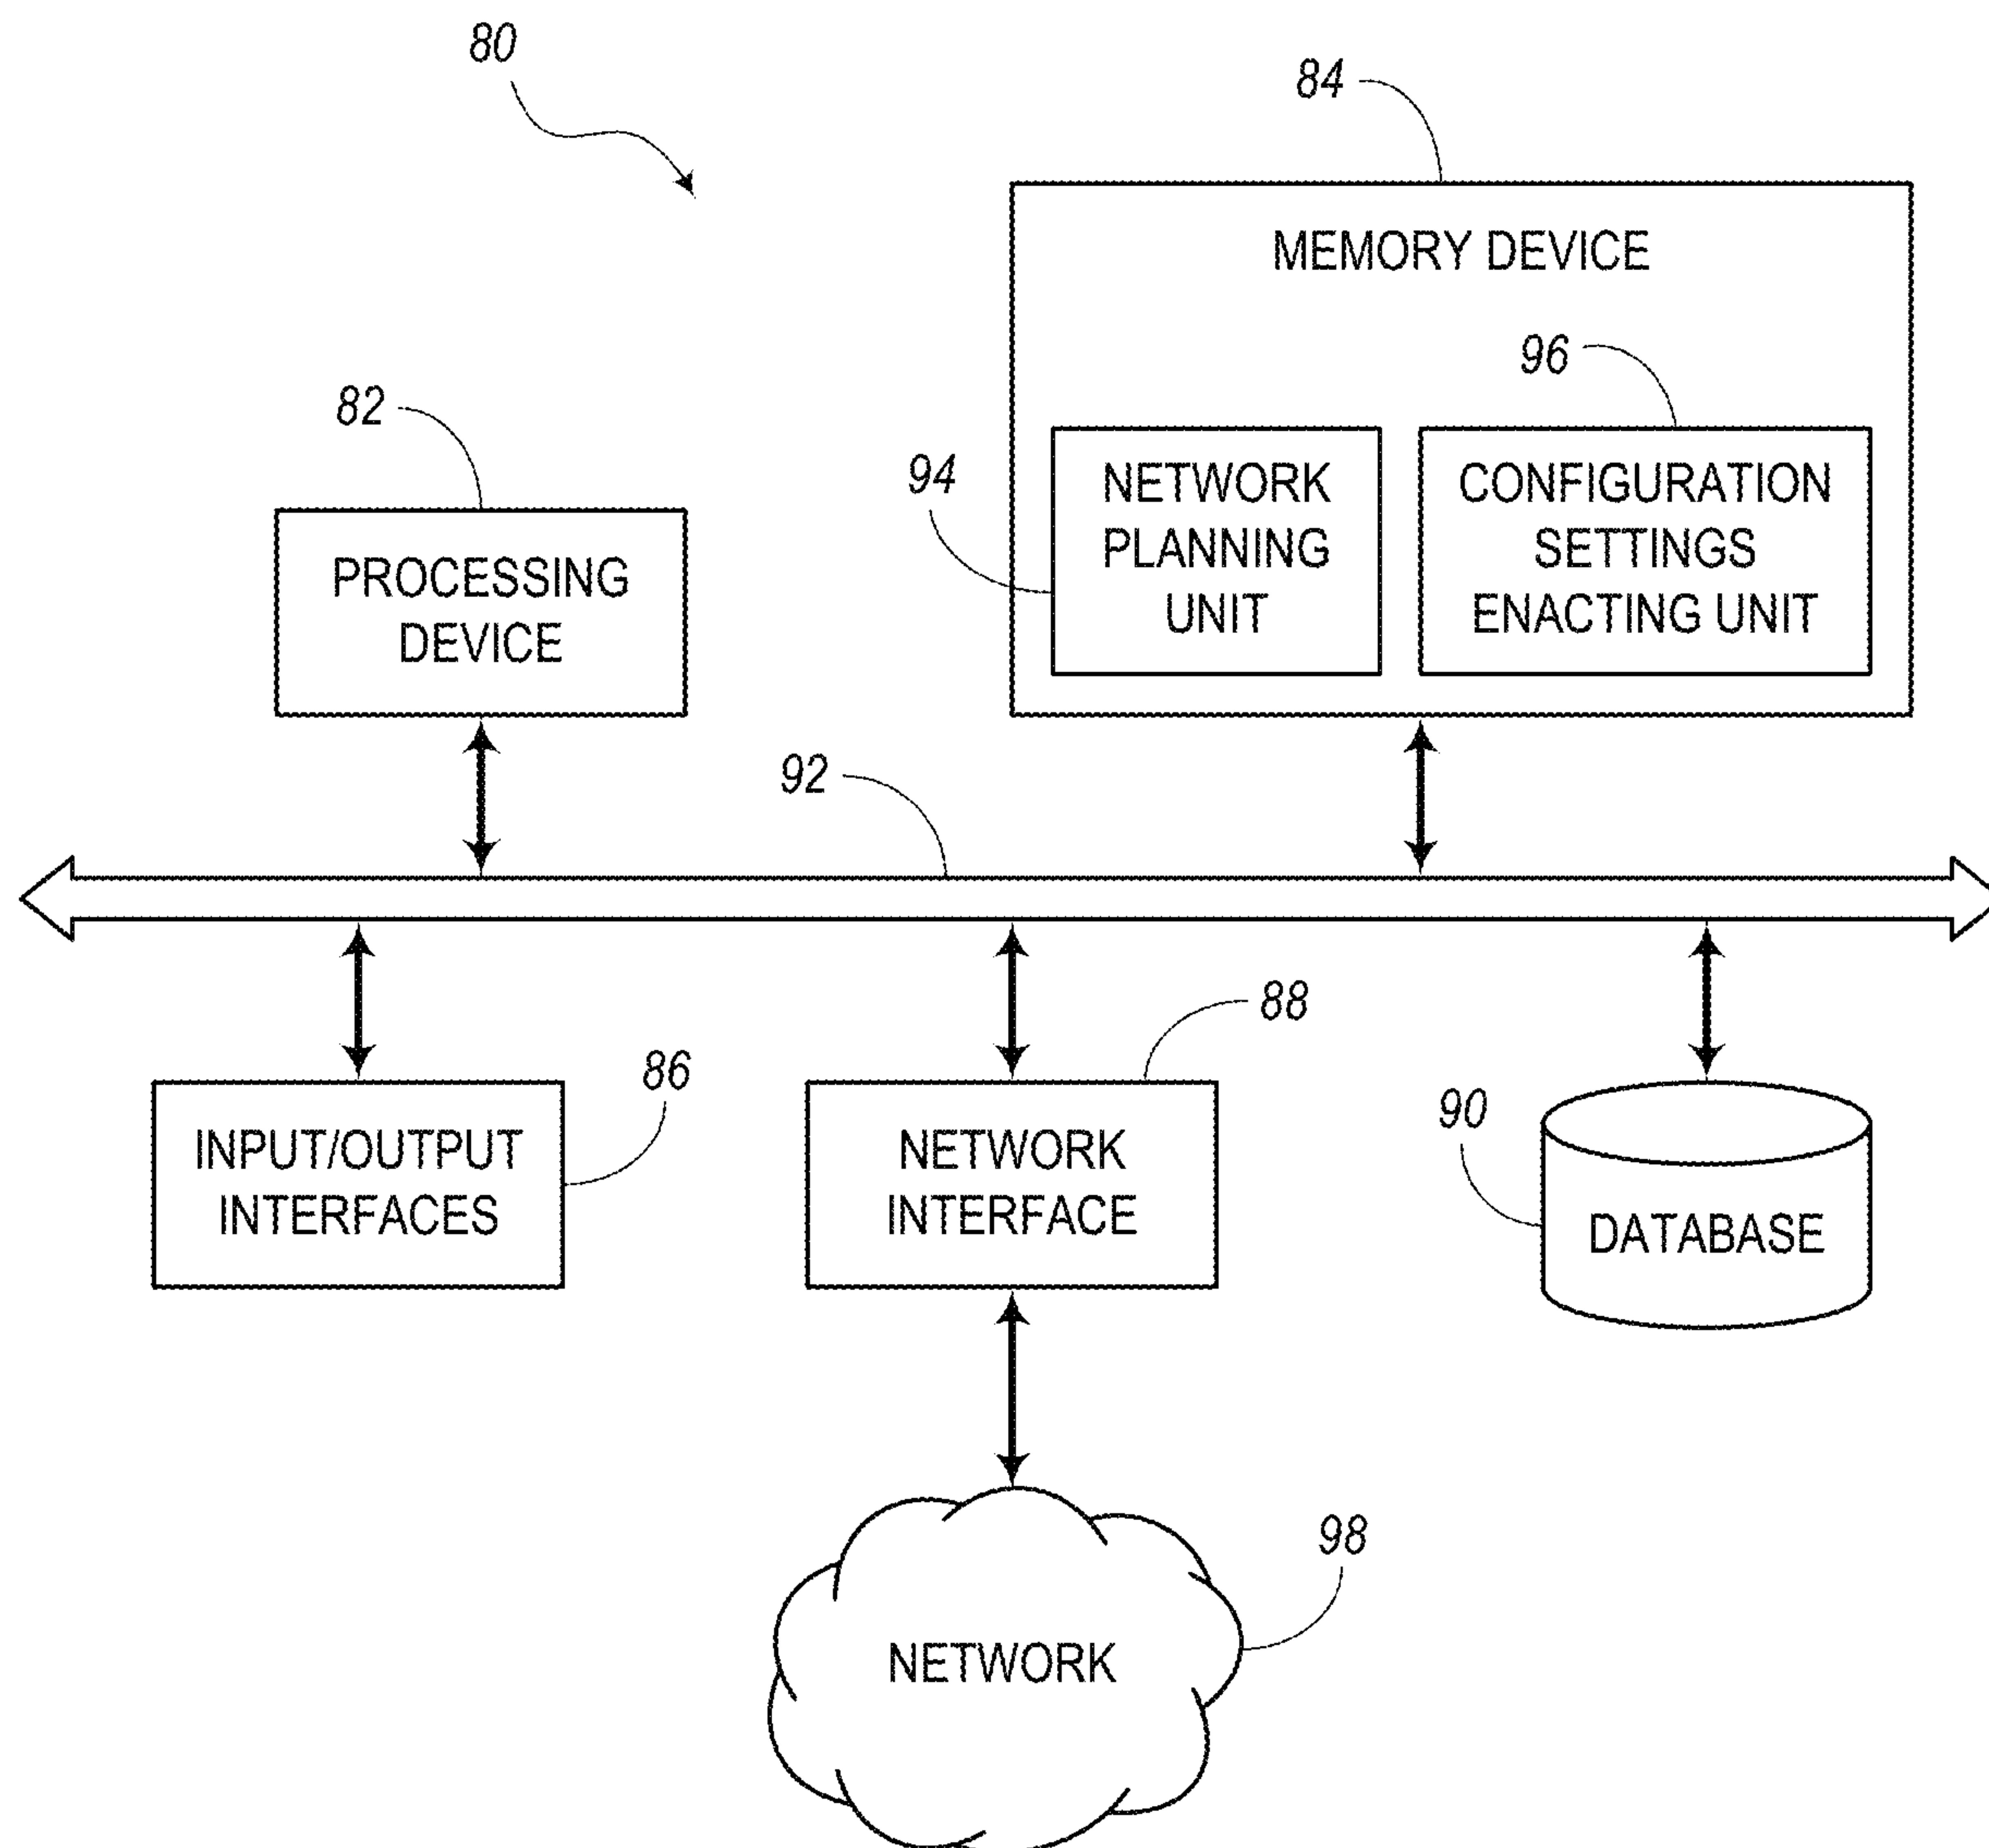 80
84
MEMORY DEVICE
96
82
94
NETWORK
PLANNING
UNIT
CONFIGURATION
SETTINGS
ENACTING UNIT
PROCESSING
DEVICE
92
88
86
90
INPUT/OUTPUT
INTERFACES
NETWORK
INTERFACE
DATABASE
98
NETWORK